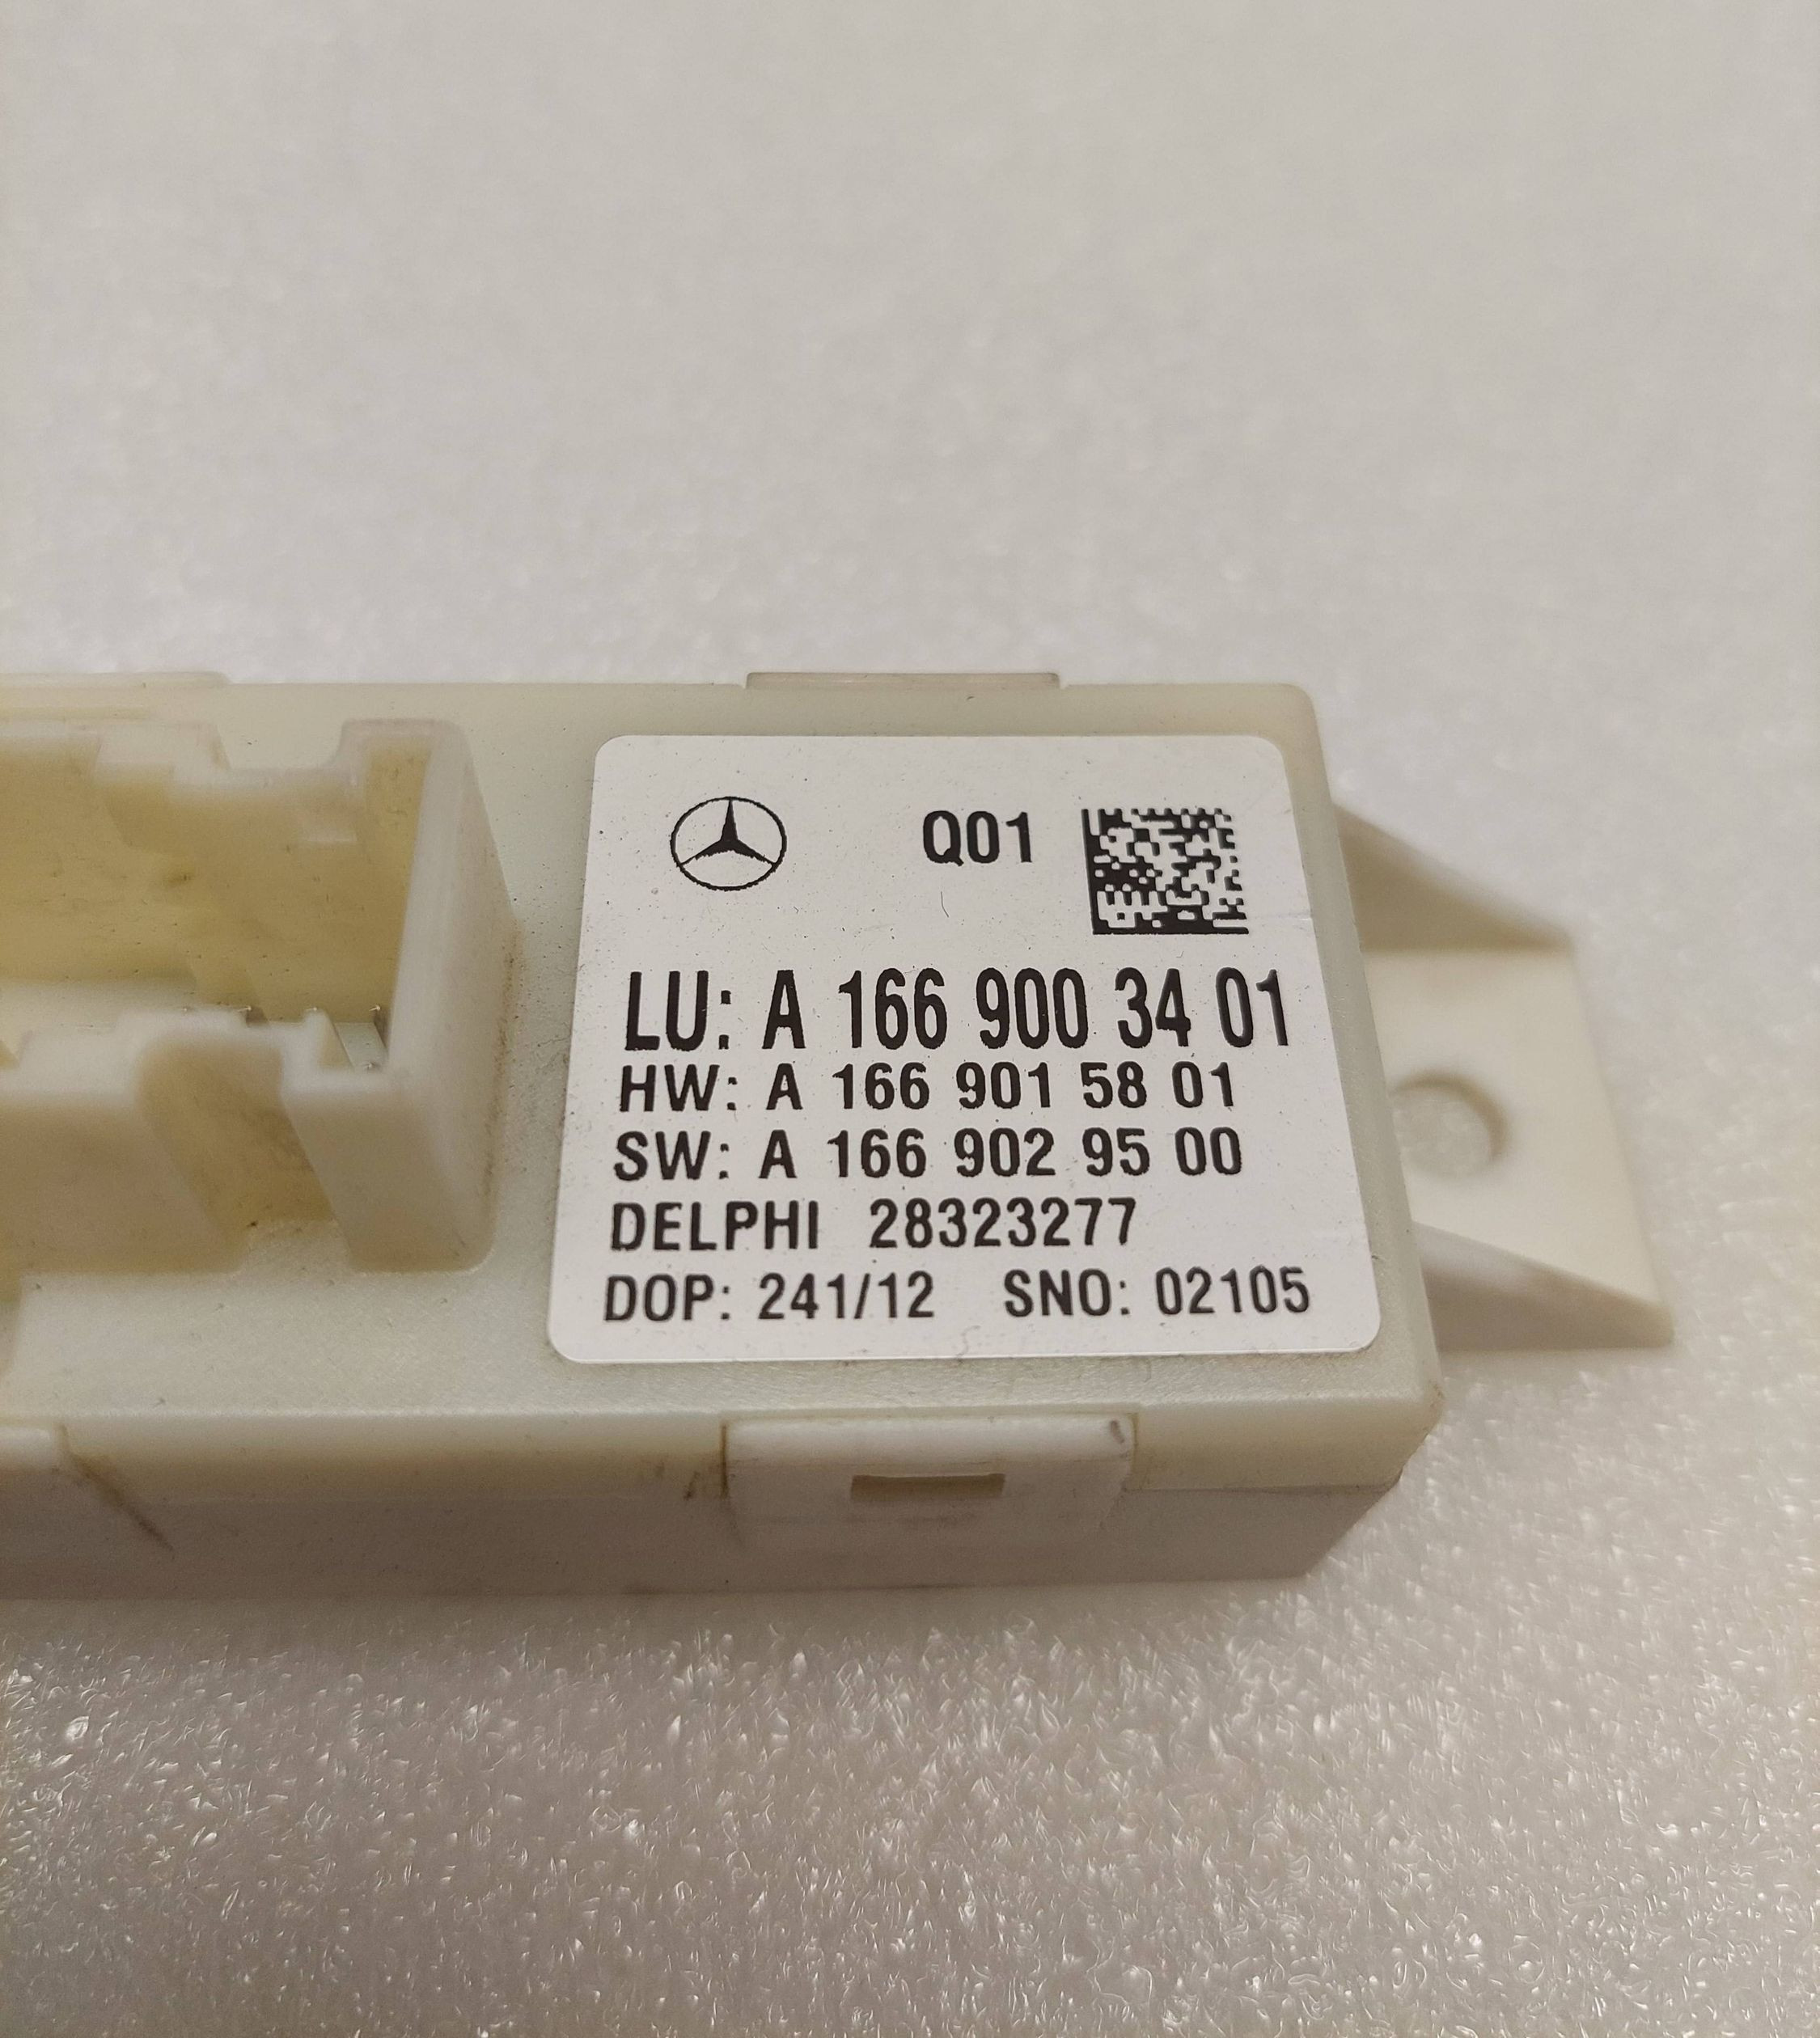 Q01
LU: A 166 900 34 01
HW: A 166 901 58 01
SW: A 166 902 95 00
DELPHI 28323277
DOP: 241/12 SNO: 02105